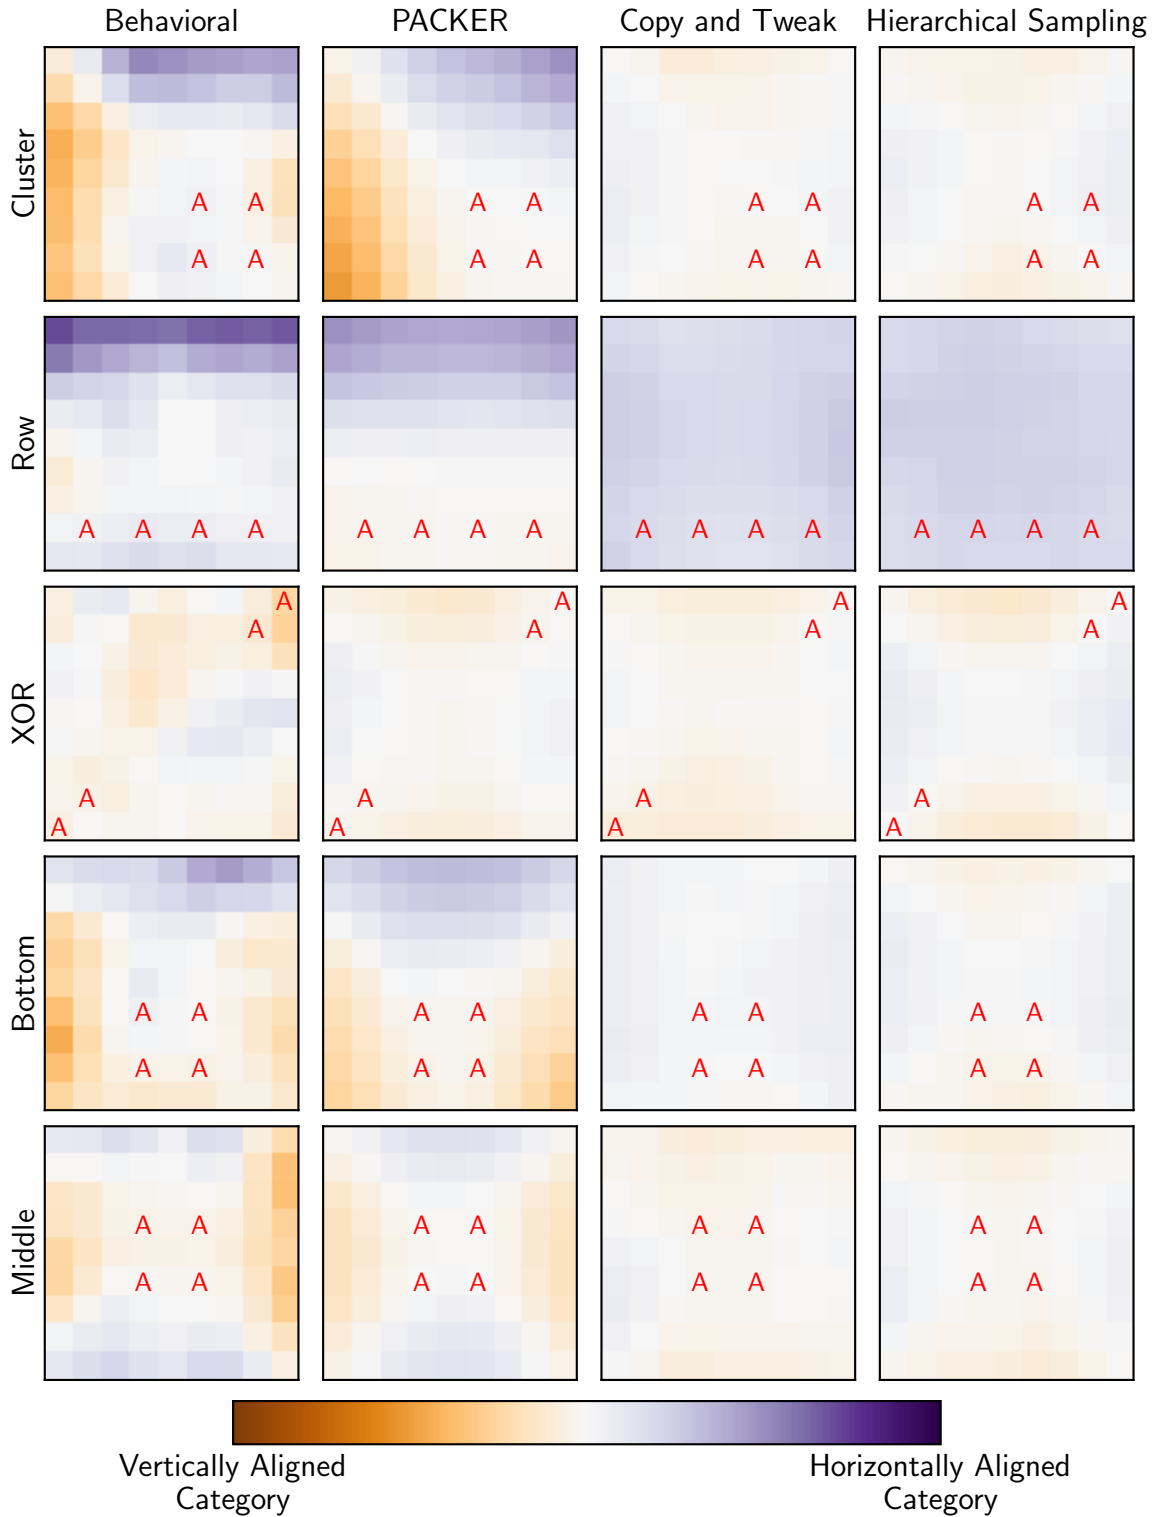 Behavioral PACKER Copy and Tweak Hierarchical Sampling
Cluster
A A A A A A A A
A A A A A A A A
Row
A A A A A A A A A A A A A A A A
XOR
A A A A
A A A A
A A A A
A A A A
Bottom
A A A A A A A A
A A A A A A A A
Middle
A A A A A A A A
A A A A A A A A
Vertically Aligned Category
Horizontally Aligned Category